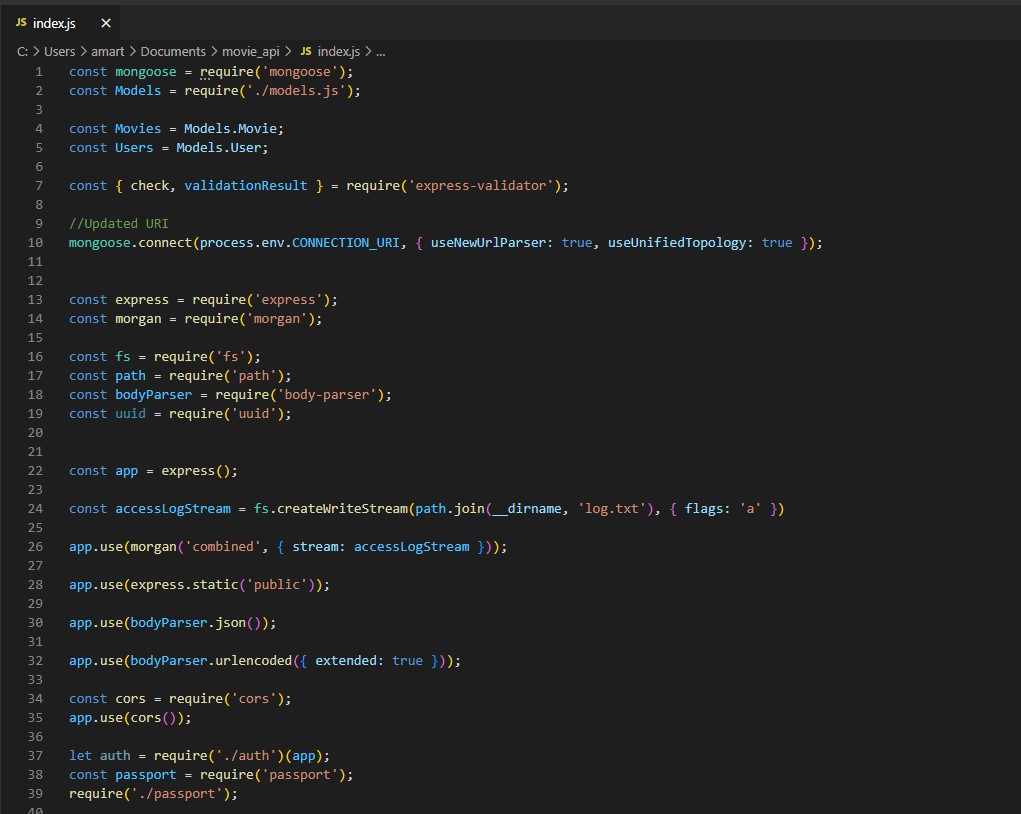 JS index.js ×
C: > Users > amart > Documents > movie_api > JS index.js > ...
1 const mongoose = require('mongoose');
2 const Models = require('./models.js');
3
4 const Movies = Models.Movie;
5 const Users = Models.User;
6
7 const { check, validationResult } = require('express-validator');
8
9 //Updated URI
10 mongoose.connect(process.env.CONNECTION_URI, { useNewUrlParser: true, useUnifiedTopology: true });
11
12
13 const express = require('express');
14 const morgan = require('morgan');
15
16 const fs = require('fs');
17 const path = require('path');
18 const bodyParser = require('body-parser');
19 const uuid = require('uuid');
20
21
22 const app = express();
23
24 const accessLogStream = fs.createWriteStream(path.join(__dirname, 'log.txt'), { flags: 'a' })
25
26 app.use(morgan('combined', { stream: accessLogStream }));
27
28 app.use(express.static('public'));
29
30 app.use(bodyParser.json());
31
32 app.use(bodyParser.urlencoded({ extended: true }));
33
34 const cors = require('cors');
35 app.use(cors());
36
37 let auth = require('./auth')(app);
38 const passport = require('passport');
39 require('./passport');
40